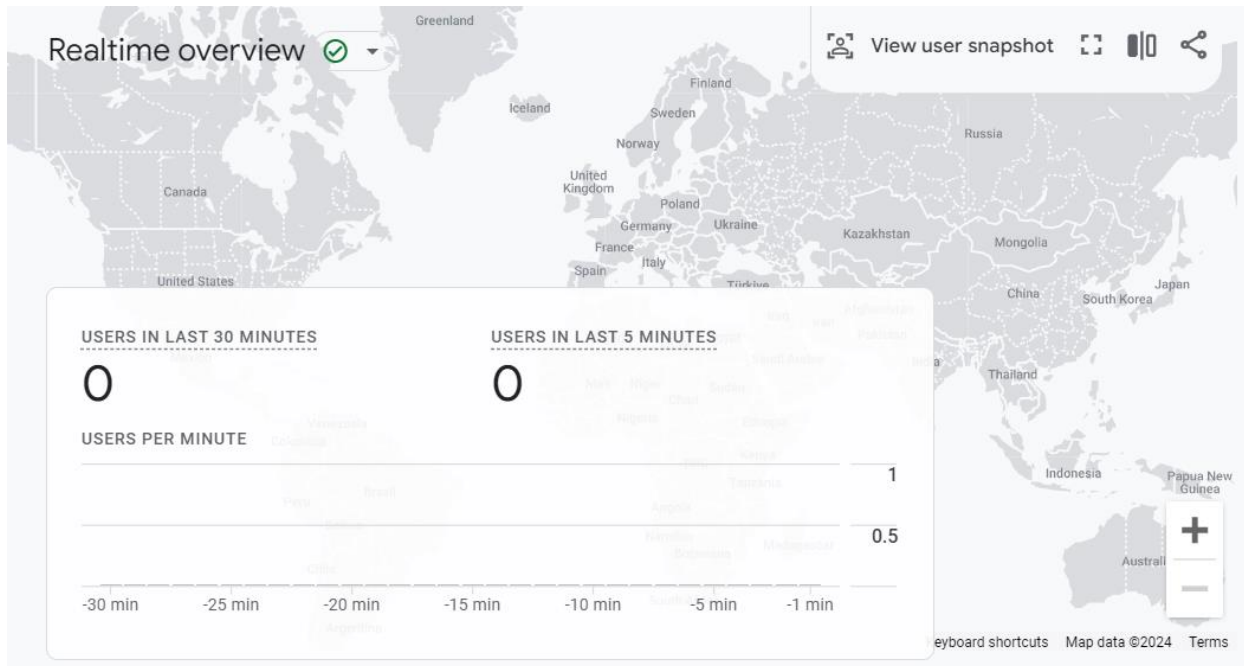 Greenland
Realtime overview
View user snapshot
Finland
Iceland
Sweden
Russia
Norway
United
Kingdom
Canada
Poland
Germany
Ukraine
Kazakhstan
France
Mongolia
Italy
Spain
United States
Türkiye
China
Japan
South Korea
USERS IN LAST 30 MINUTES
USERS IN LAST 5 MINUTES
0
0
Thailand
USERS PER MINUTE
1
Indonesia
Papua New
Guinea
0.5
Australi
-30 min
-25 min
-20 min
-15 min
-10 min
-5 min
-1 min
eyboard shortcuts
Map data ©2024
Terms